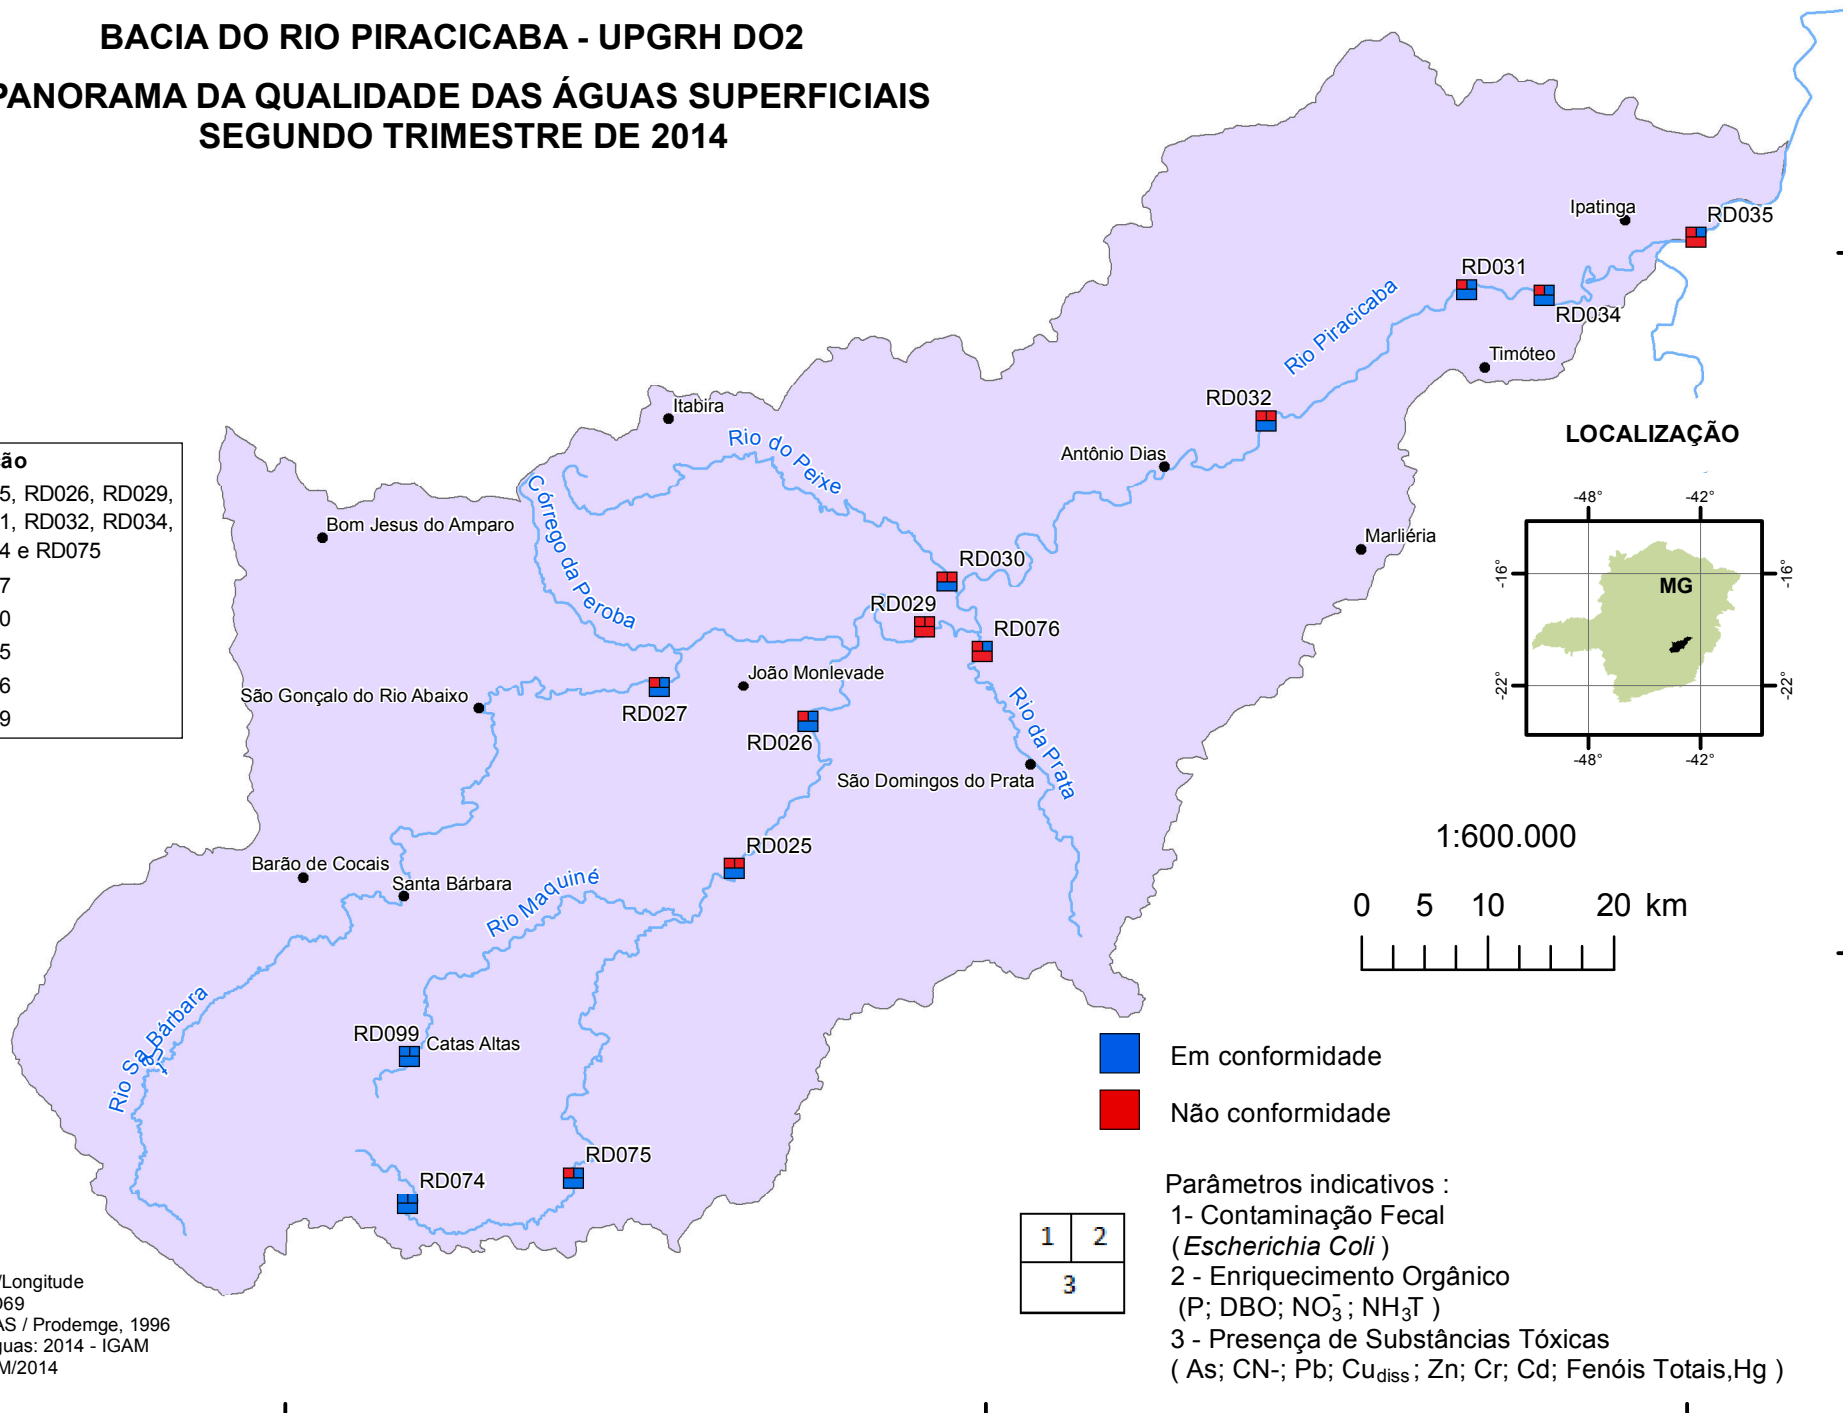 BACIA DO RIO PIRACICABA - UPGRH DO2
PANORAMA DA QUALIDADE DAS ÁGUAS SUPERFICIAIS
SEGUNDO TRIMESTRE DE 2014
Ipatinga
RD035
RD031
RD034
Rio Piracicaba
Timóteo
RD032
Itabira
Rio do Peixe
Antônio Dias
LOCALIZAÇÃO
ão
5, RD026, RD029,
1, RD032, RD034,
4 e RD075
7
0
5
6
9
Córrego da Peroba
Bom Jesus do Amparo
Marliéria
-48°
-42°
-16°
-16°
MG
-22°
-22°
-48°
-42°
RD030
RD029
RD076
João Monlevade
São Gonçalo do Rio Abaixo
RD027
RD026
Rio da Prata
São Domingos do Prata
1:600.000
0 5 10 20 km
RD025
Barão de Cocais
Santa Bárbara
Rio Maquiné
Rio Sta Bárbara
RD099
Catas Altas
RD075
RD074
Em conformidade
Não conformidade
Parâmetros indicativos :
1- Contaminação Fecal
(Escherichia Coli )
2 - Enriquecimento Orgânico
(P; DBO; NO₃⁻; NH₃T )
3 - Presença de Substâncias Tóxicas
( As; CN-; Pb; Cu diss; Zn; Cr; Cd; Fenóis Totais,Hg )
1 2
3
/Longitude
D69
AS / Prodemge, 1996
guas: 2014 - IGAM
M/2014